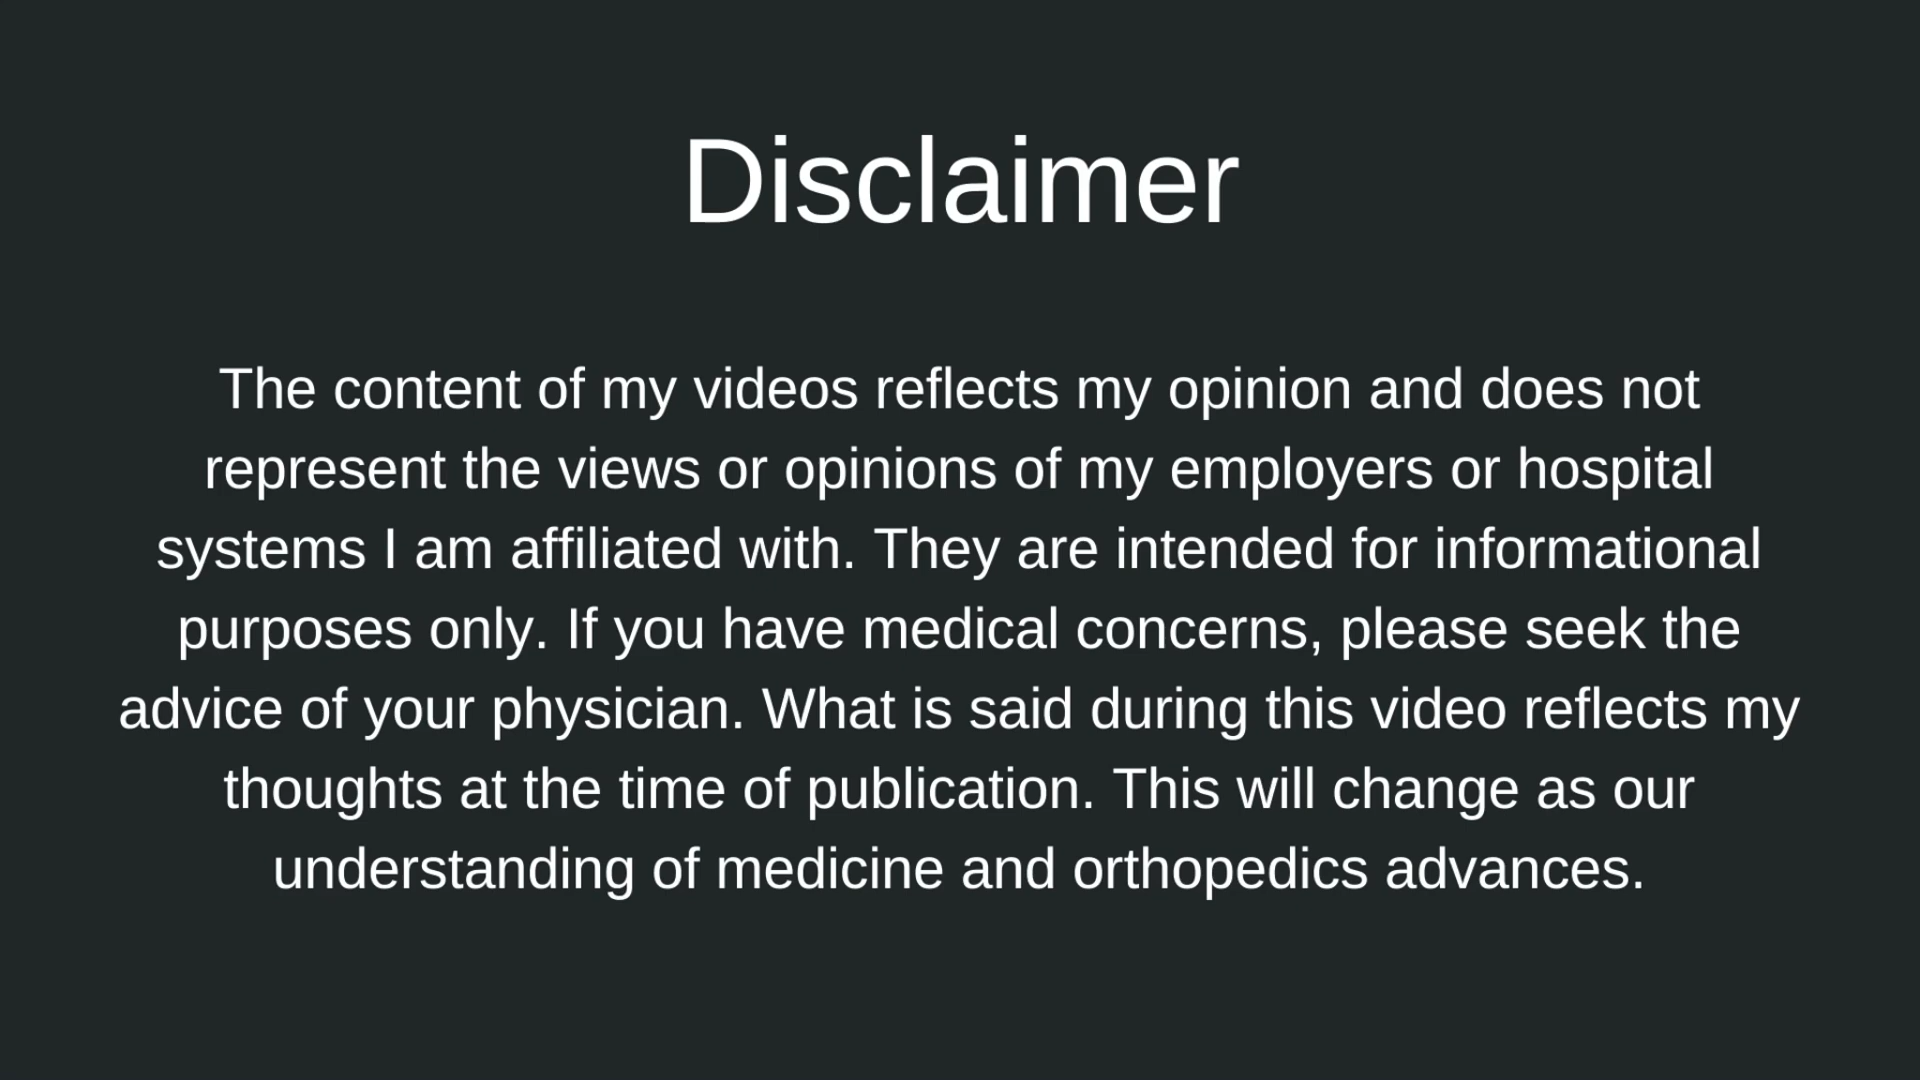 Disclaimer
The content of my videos reflects my opinion and does not
represent the views or opinions of my employers or hospital
systems I am affiliated with. They are intended for informational
purposes only. If you have medical concerns, please seek the
advice of your physician. What is said during this video reflects my
thoughts at the time of publication. This will change as our
understanding of medicine and orthopedics advances.